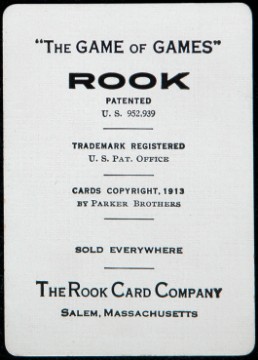 "THE GAME OF GAMES"
ROOK
PATENTED
U. S. 952.939
TRADEMARK REGISTERED
U. S. PAT. OFFICE
CARDS COPYRIGHT, 1913
BY PARKER BROTHERS
SOLD EVERYWHERE
THE ROOK CARD COMPANY
SALEM, MASSACHUSETTS